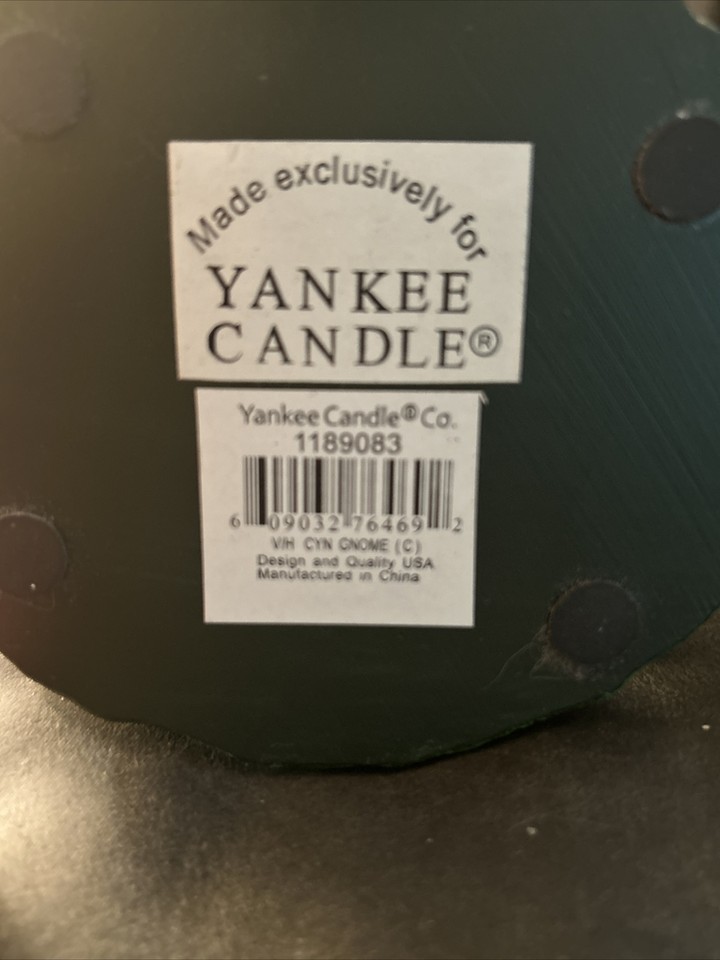 Made exclusively for
YANKEE
CANDLE®
Yankee Candle® Co.
1189083
6 09032 76469 2
V/H CYN GNOME (C)
Design and Quality USA
Manufactured in China